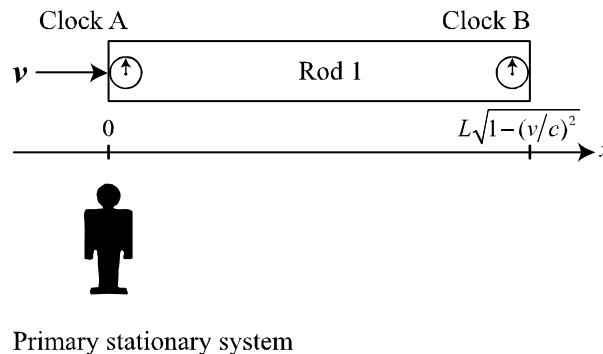 Clock A
Clock B
v
Rod 1
0
L√1−(v/c)²
x
Primary stationary system